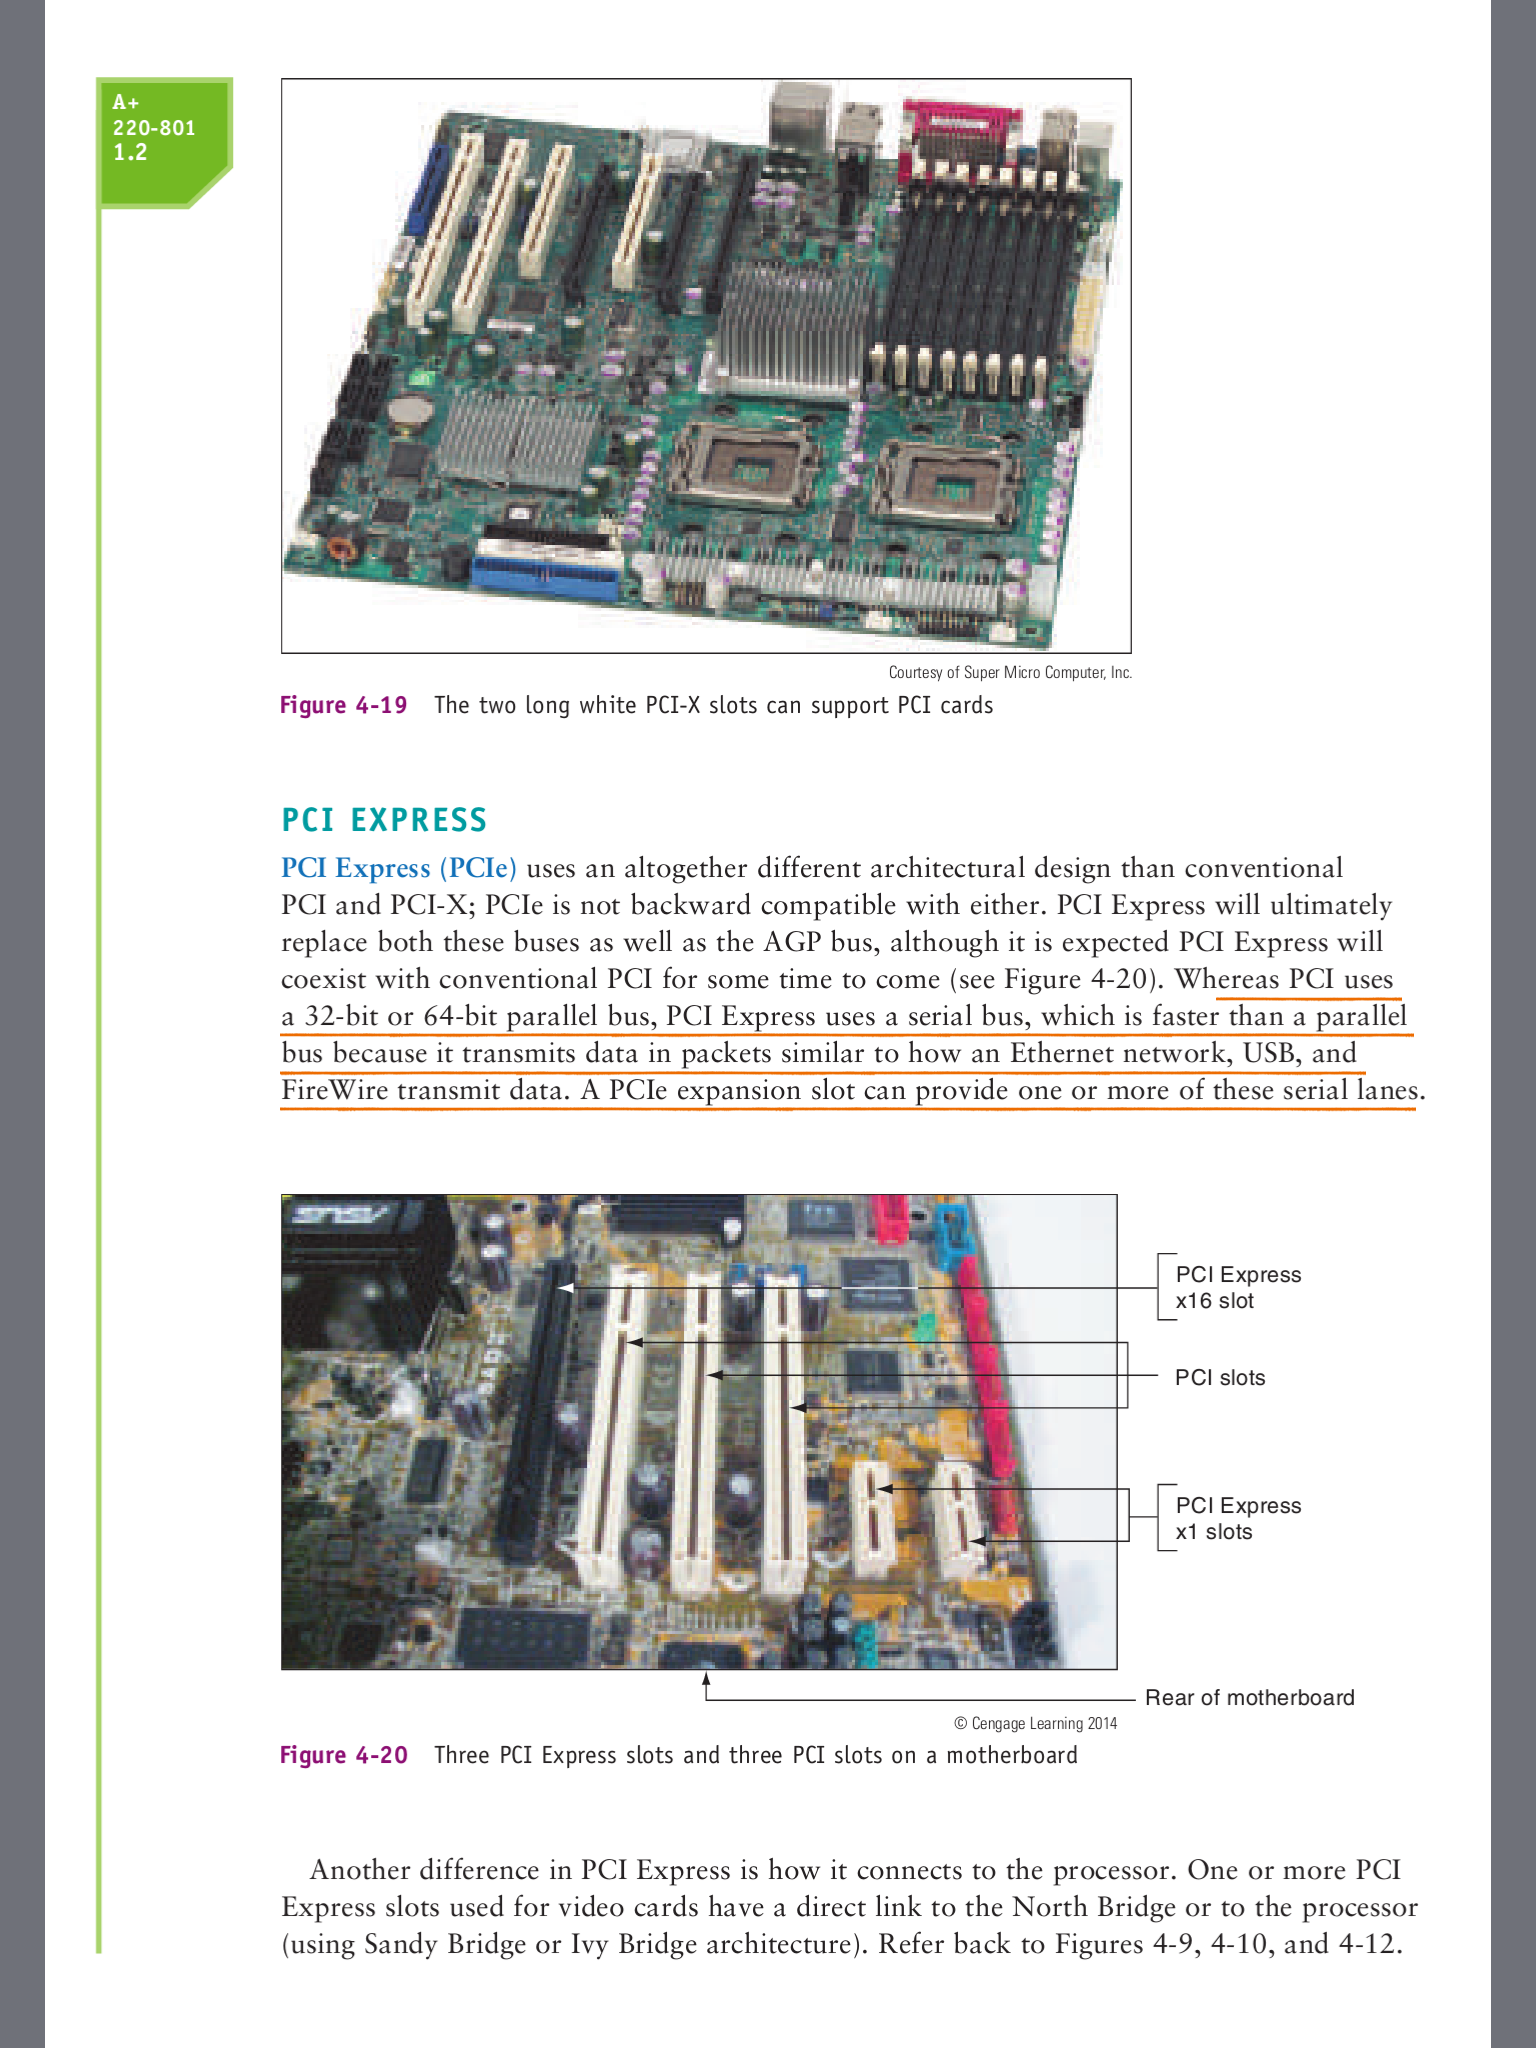 A+
220-801
1.2
Courtesy of Super Micro Computer, Inc.
Figure 4-19 The two long white PCI-X slots can support PCI cards
PCI EXPRESS
PCI Express (PCIe) uses an altogether different architectural design than conventional
PCI and PCI-X; PCIe is not backward compatible with either. PCI Express will ultimately
replace both these buses as well as the AGP bus, although it is expected PCI Express will
coexist with conventional PCI for some time to come (see Figure 4-20). Whereas PCI uses
a 32-bit or 64-bit parallel bus, PCI Express uses a serial bus, which is faster than a parallel
bus because it transmits data in packets similar to how an Ethernet network, USB, and
FireWire transmit data. A PCIe expansion slot can provide one or more of these serial lanes.
PCI Express
x16 slot
PCI slots
PCI Express
x1 slots
Rear of motherboard
© Cengage Learning 2014
Figure 4-20 Three PCI Express slots and three PCI slots on a motherboard
Another difference in PCI Express is how it connects to the processor. One or more PCI
Express slots used for video cards have a direct link to the North Bridge or to the processor
(using Sandy Bridge or Ivy Bridge architecture). Refer back to Figures 4-9, 4-10, and 4-12.